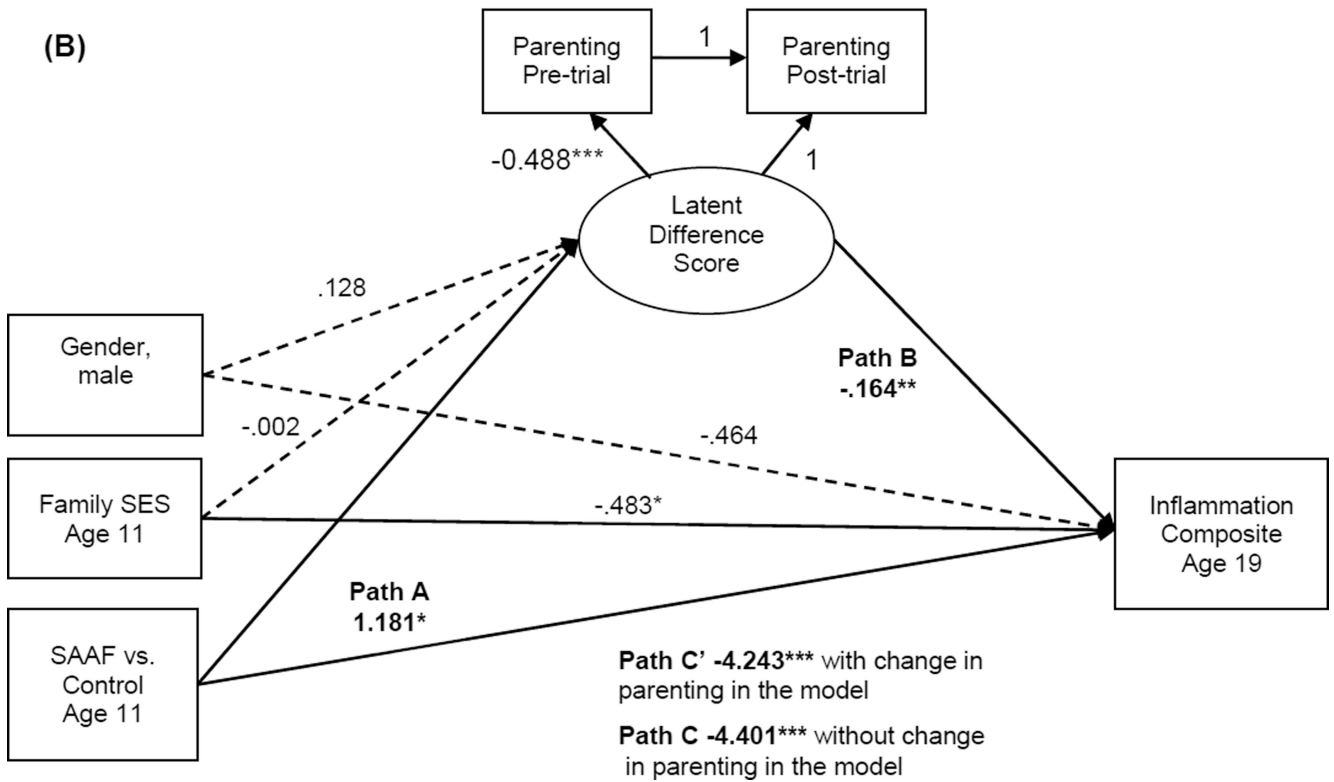 (B)
Parenting
Pre-trial
1
Parenting
Post-trial
-0.488***
1
Latent
Difference
Score
.128
Gender,
male
Path B
-.164**
-.002
-.464
Family SES
Age 11
-.483*
Inflammation
Composite
Age 19
Path A
1.181*
SAAF vs.
Control
Age 11
Path C’ -4.243*** with change in
parenting in the model
Path C -4.401*** without change
in parenting in the model